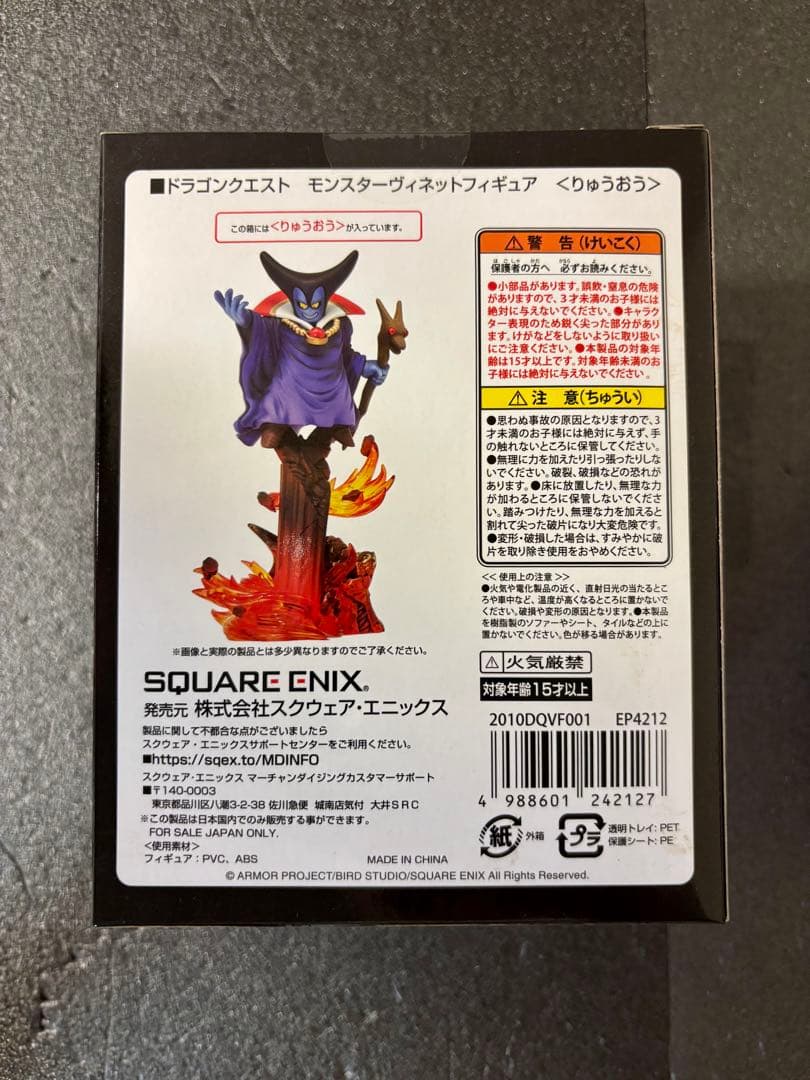 ■ドラゴンクエスト モンスターヴィネットフィギュア <りゅうおう>
この箱には<りゅうおう>が入っています。
※画像と実際の製品とは多少異なりますのでご了承ください。
SQUARE ENIX®
発売元 株式会社スクウェア・エニックス
製品に関して不都合な点がございましたら
スクウェア・エニックスサポートセンターをご利用ください。
■https://sqex.to/MDINFO
スクウェア・エニックス マーチャンダイジングカスタマーサポート
■〒140-0003
東京都品川区八潮3-2-38 佐川急便 城南店気付 大井SRC
※この製品は日本国内でのみ販売する事ができます。
FOR SALE JAPAN ONLY.
<使用素材>
フィギュア:PVC、ABS
MADE IN CHINA
© ARMOR PROJECT/BIRD STUDIO/SQUARE ENIX All Rights Reserved.
⚠警 告(けいこく)
保護者の方へ 必ずお読みください。
●小部品があります。誤飲・窒息の危険
がありますので、3才未満のお子様には
絶対に与えないでください。●キャラク
ター表現のため鋭く尖った部分があり
ます。けがなどをしないように取り扱い
にご注意ください。●本製品の対象年
齢は15才以上です。対象年齢未満のお
子様には絶対に与えないでください。
⚠注 意(ちゅうい)
●思わぬ事故の原因となりますので、3
才未満のお子様には絶対に与えず、手
の触れないところに保管してください。
●無理に力を加えたり引っ張ったりしな
いでください。破裂、破損などの恐れが
あります。●床に放置したり、無理な力
が加わるところに保管しないでくださ
い。踏みつけたり、無理な力を加えると
割れて尖った破片になり大変危険です。
●変形・破損した場合は、すみやかに破
片を取り除き使用をおやめください。
<< 使用上の注意 >>
●火気や電化製品の近く、直射日光の当たるとこ
ろや車中など、温度が高くなるところに置かないで
ください。破損や変形の原因となります。●本製品
を樹脂製のソファーやシート、タイルなどの上に
置かないでください。色が移る場合があります。
⚠火気厳禁
対象年齢15才以上
2010DQVF001 EP4212
4 988601 242127
紙 外箱
プラ 透明トレイ:PET
保護シート:PE